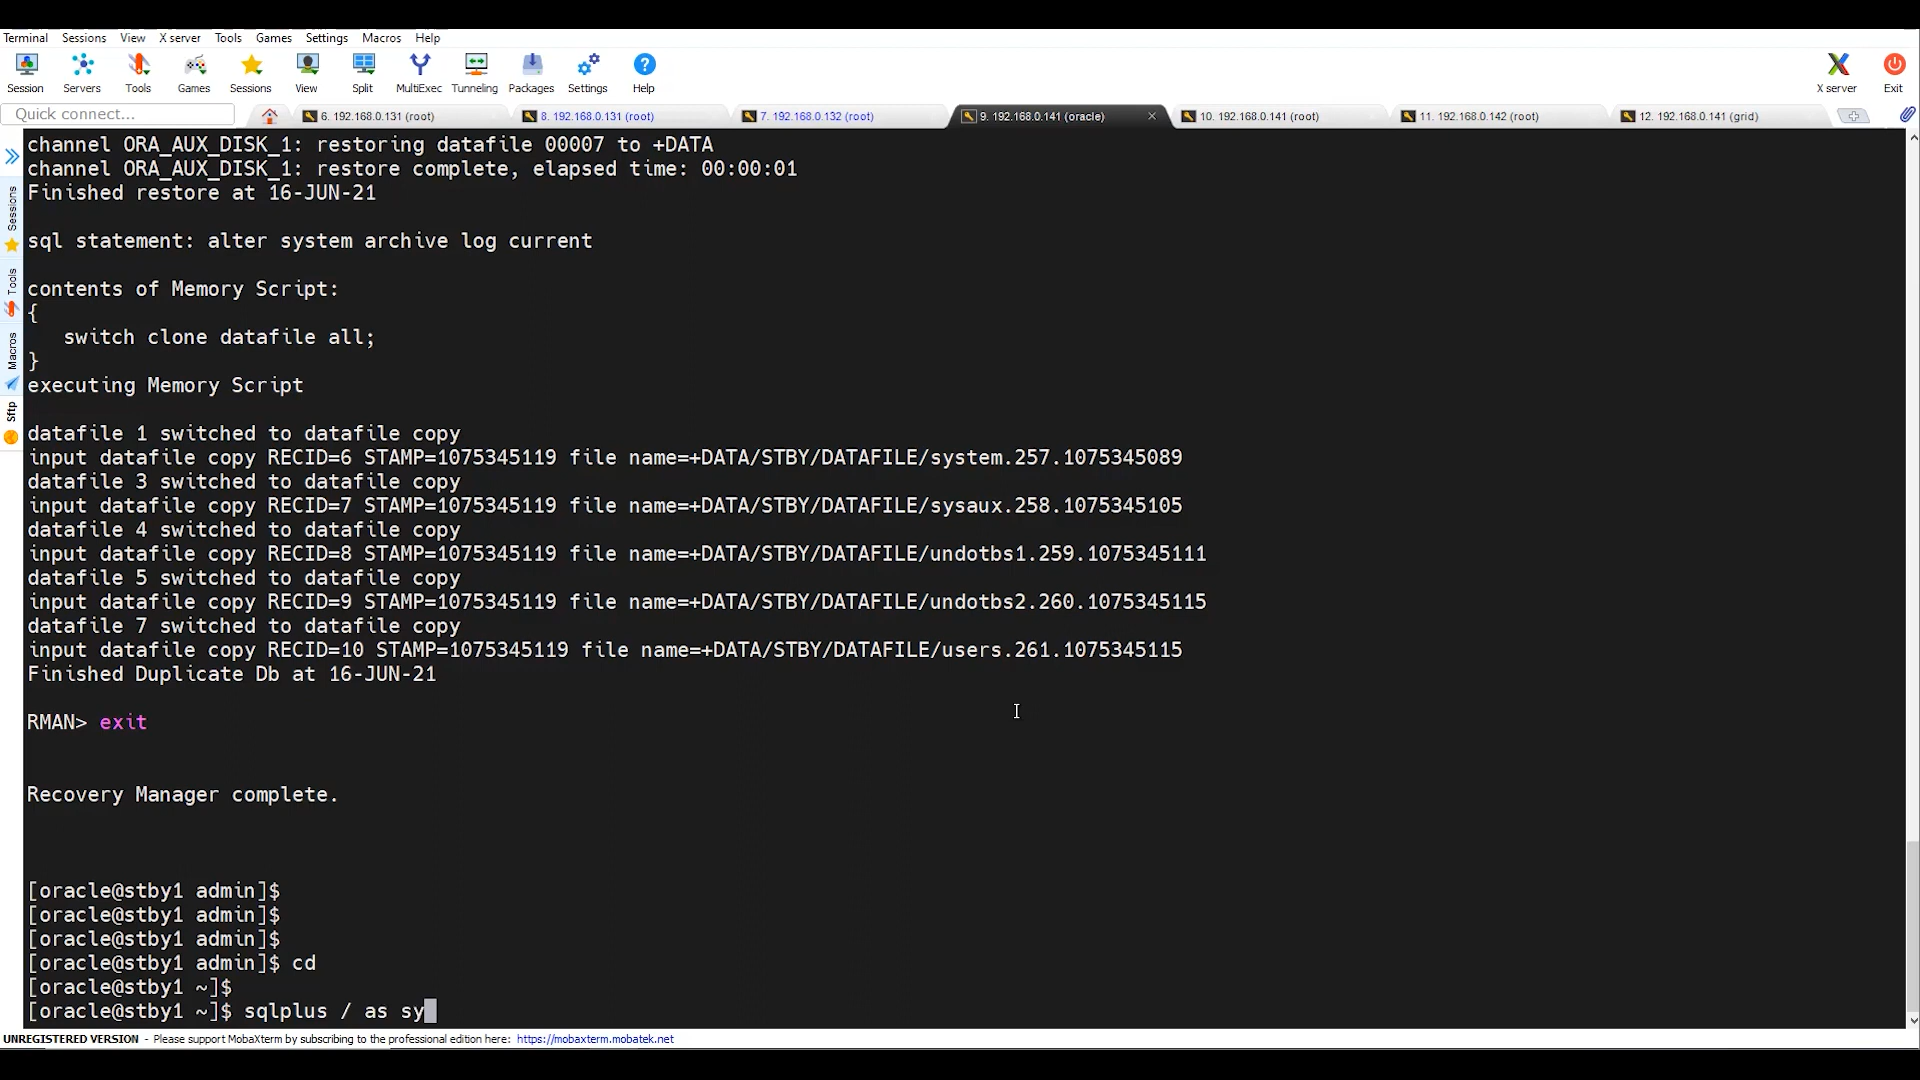 Terminal Sessions View X server Tools Games Settings Macros Help
Session Servers Tools Games Sessions View Split MultiExec Tunneling Packages Settings Help X server Exit
Quick connect... 6. 192.168.0.131 (root) 8. 192.168.0.131 (root) 7. 192.168.0.132 (root) 9. 192.168.0.141 (oracle) 10. 192.168.0.141 (root) 11. 192.168.0.142 (root) 12. 192.168.0.141 (grid)
Sessions
Tools
Macros
Sftp
channel ORA_AUX_DISK_1: restoring datafile 00007 to +DATA
channel ORA_AUX_DISK_1: restore complete, elapsed time: 00:00:01
Finished restore at 16-JUN-21
sql statement: alter system archive log current
contents of Memory Script:
{
switch clone datafile all;
}
executing Memory Script
datafile 1 switched to datafile copy
input datafile copy RECID=6 STAMP=1075345119 file name=+DATA/STBY/DATAFILE/system.257.1075345089
datafile 3 switched to datafile copy
input datafile copy RECID=7 STAMP=1075345119 file name=+DATA/STBY/DATAFILE/sysaux.258.1075345105
datafile 4 switched to datafile copy
input datafile copy RECID=8 STAMP=1075345119 file name=+DATA/STBY/DATAFILE/undotbs1.259.1075345111
datafile 5 switched to datafile copy
input datafile copy RECID=9 STAMP=1075345119 file name=+DATA/STBY/DATAFILE/undotbs2.260.1075345115
datafile 7 switched to datafile copy
input datafile copy RECID=10 STAMP=1075345119 file name=+DATA/STBY/DATAFILE/users.261.1075345115
Finished Duplicate Db at 16-JUN-21
RMAN> exit
Recovery Manager complete.
[oracle@stby1 admin]$
[oracle@stby1 admin]$
[oracle@stby1 admin]$
[oracle@stby1 admin]$ cd
[oracle@stby1 ~]$
[oracle@stby1 ~]$ sqlplus / as sy
UNREGISTERED VERSION - Please support MobaXterm by subscribing to the professional edition here: https://mobaxterm.mobatek.net